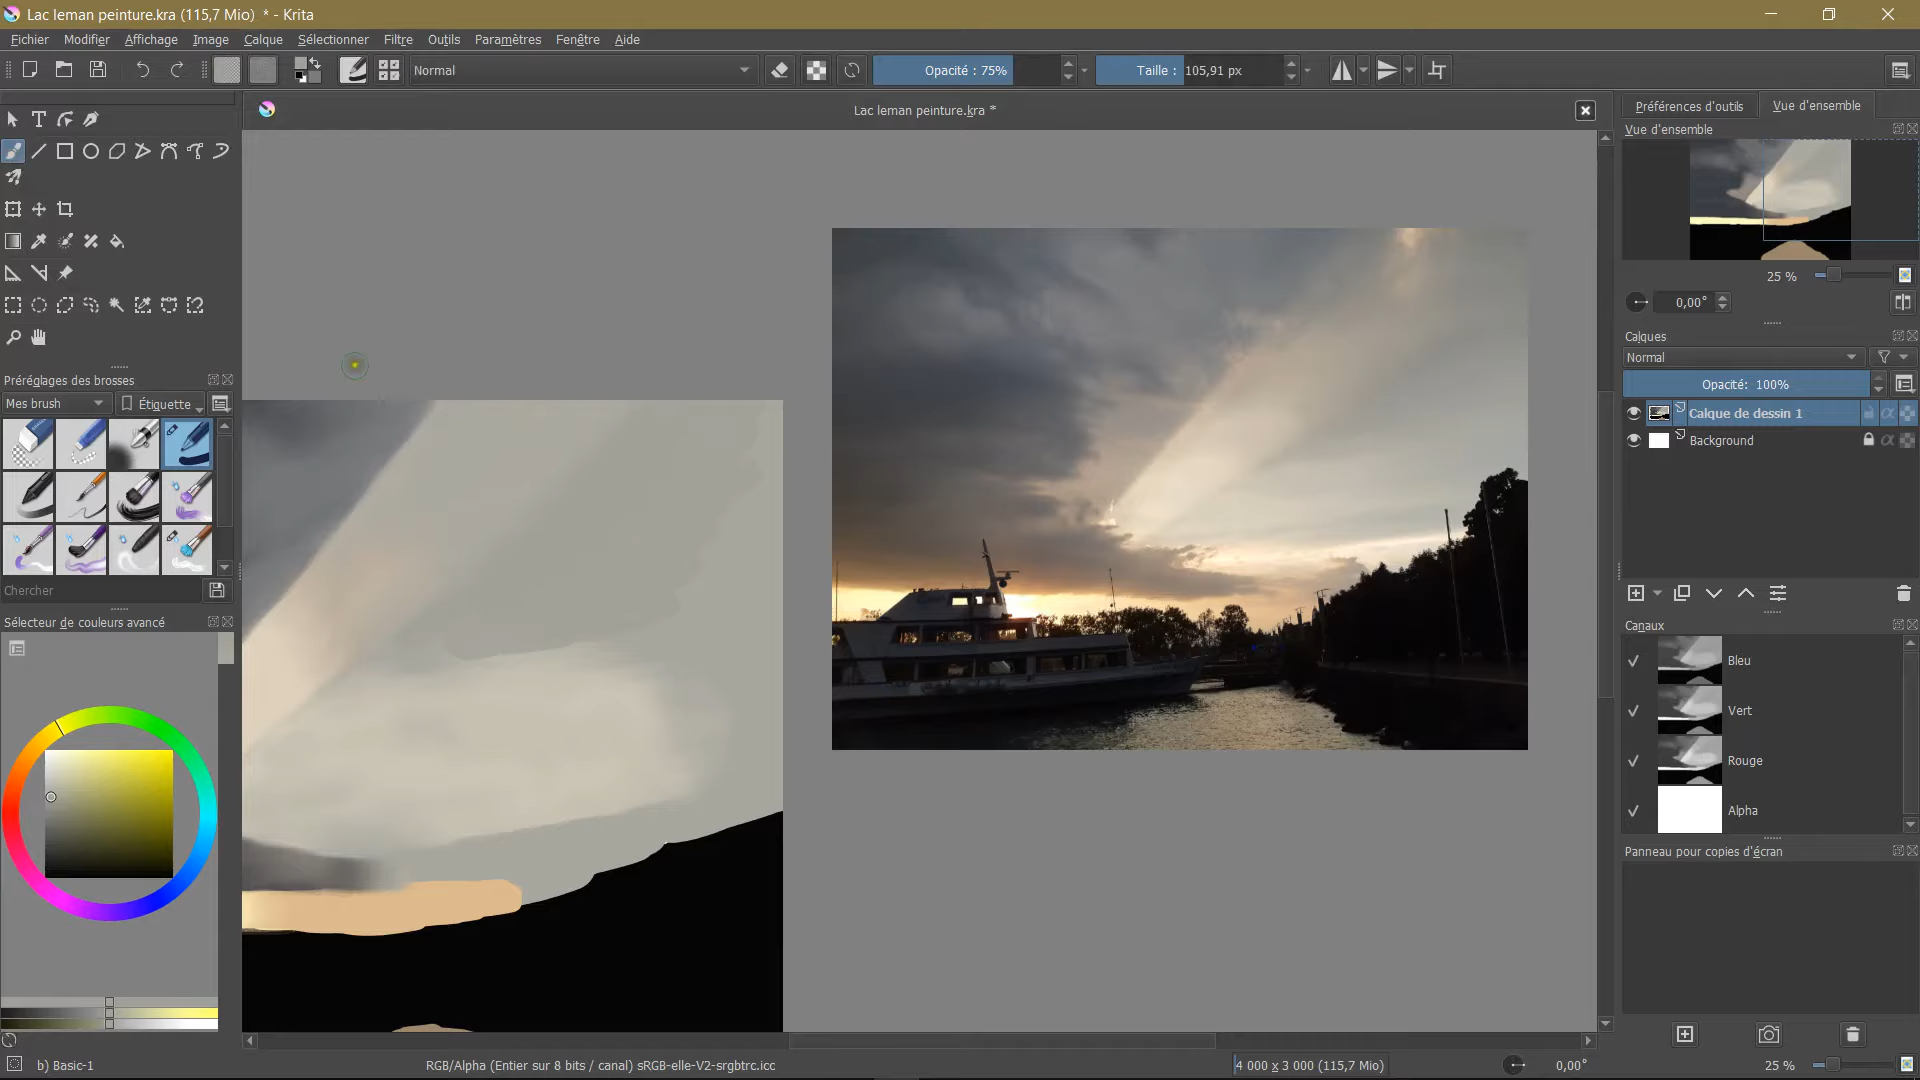 Lac leman peinture.kra (115,7 Mio) * - Krita
Fichier Modifier Affichage Image Calque Sélectionner Filtre Outils Paramètres Fenêtre Aide
Normal
Opacité : 75%
Taille : 105,91 px
Lac leman peinture.kra *
Préférences d'outils
Vue d'ensemble
Vue d'ensemble
25 %
0,00°
Préréglages des brosses
Mes brush
Étiquette
Chercher
Sélecteur de couleurs avancé
Calques
Normal
Opacité: 100%
Calque de dessin 1
Background
Canaux
Bleu
Vert
Rouge
Alpha
Panneau pour copies d'écran
b) Basic-1
RGB/Alpha (Entier sur 8 bits / canal) sRGB-elle-V2-srgbtrc.icc
4 000 x 3 000 (115,7 Mio)
0,00°
25 %